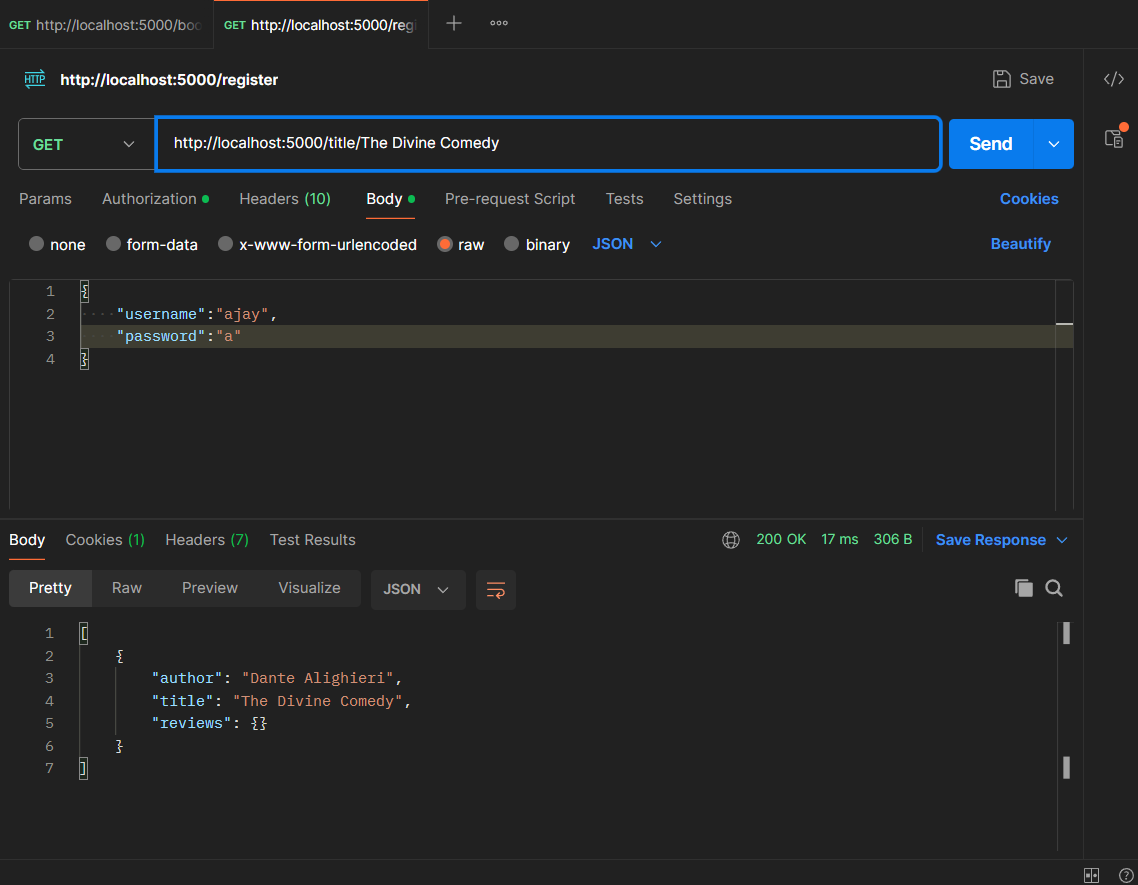 GET http://localhost:5000/boo GET http://localhost:5000/regi
HTTP http://localhost:5000/register Save
GET http://localhost:5000/title/The Divine Comedy Send
Params Authorization Headers (10) Body Pre-request Script Tests Settings Cookies
none form-data x-www-form-urlencoded raw binary JSON Beautify
1 {
2 "username":"ajay",
3 "password":"a"
4 }
Body Cookies (1) Headers (7) Test Results 200 OK 17 ms 306 B Save Response
Pretty Raw Preview Visualize JSON
1 [
2 {
3 "author": "Dante Alighieri",
4 "title": "The Divine Comedy",
5 "reviews": {}
6 }
7 ]